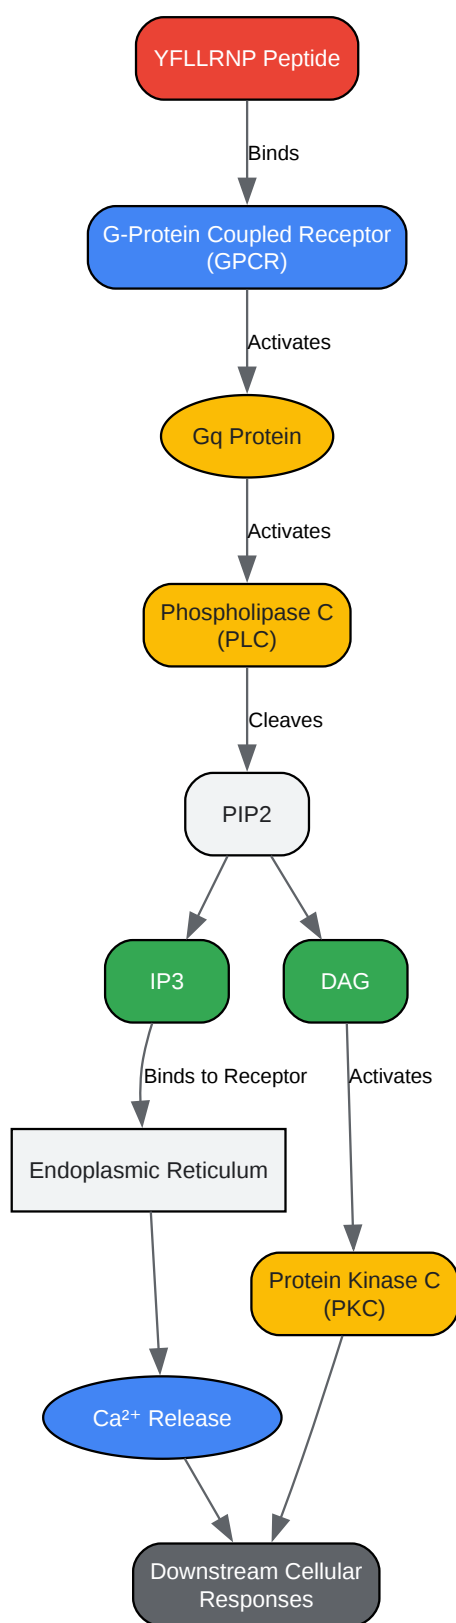 YFLLRNP Peptide
Binds
G-Protein Coupled Receptor
(GPCR)
Activates
Gq Protein
Activates
Phospholipase C
(PLC)
Cleaves
PIP2
IP3
DAG
Binds to Receptor
Activates
Endoplasmic Reticulum
Protein Kinase C
(PKC)
Ca²⁺ Release
Downstream Cellular
Responses